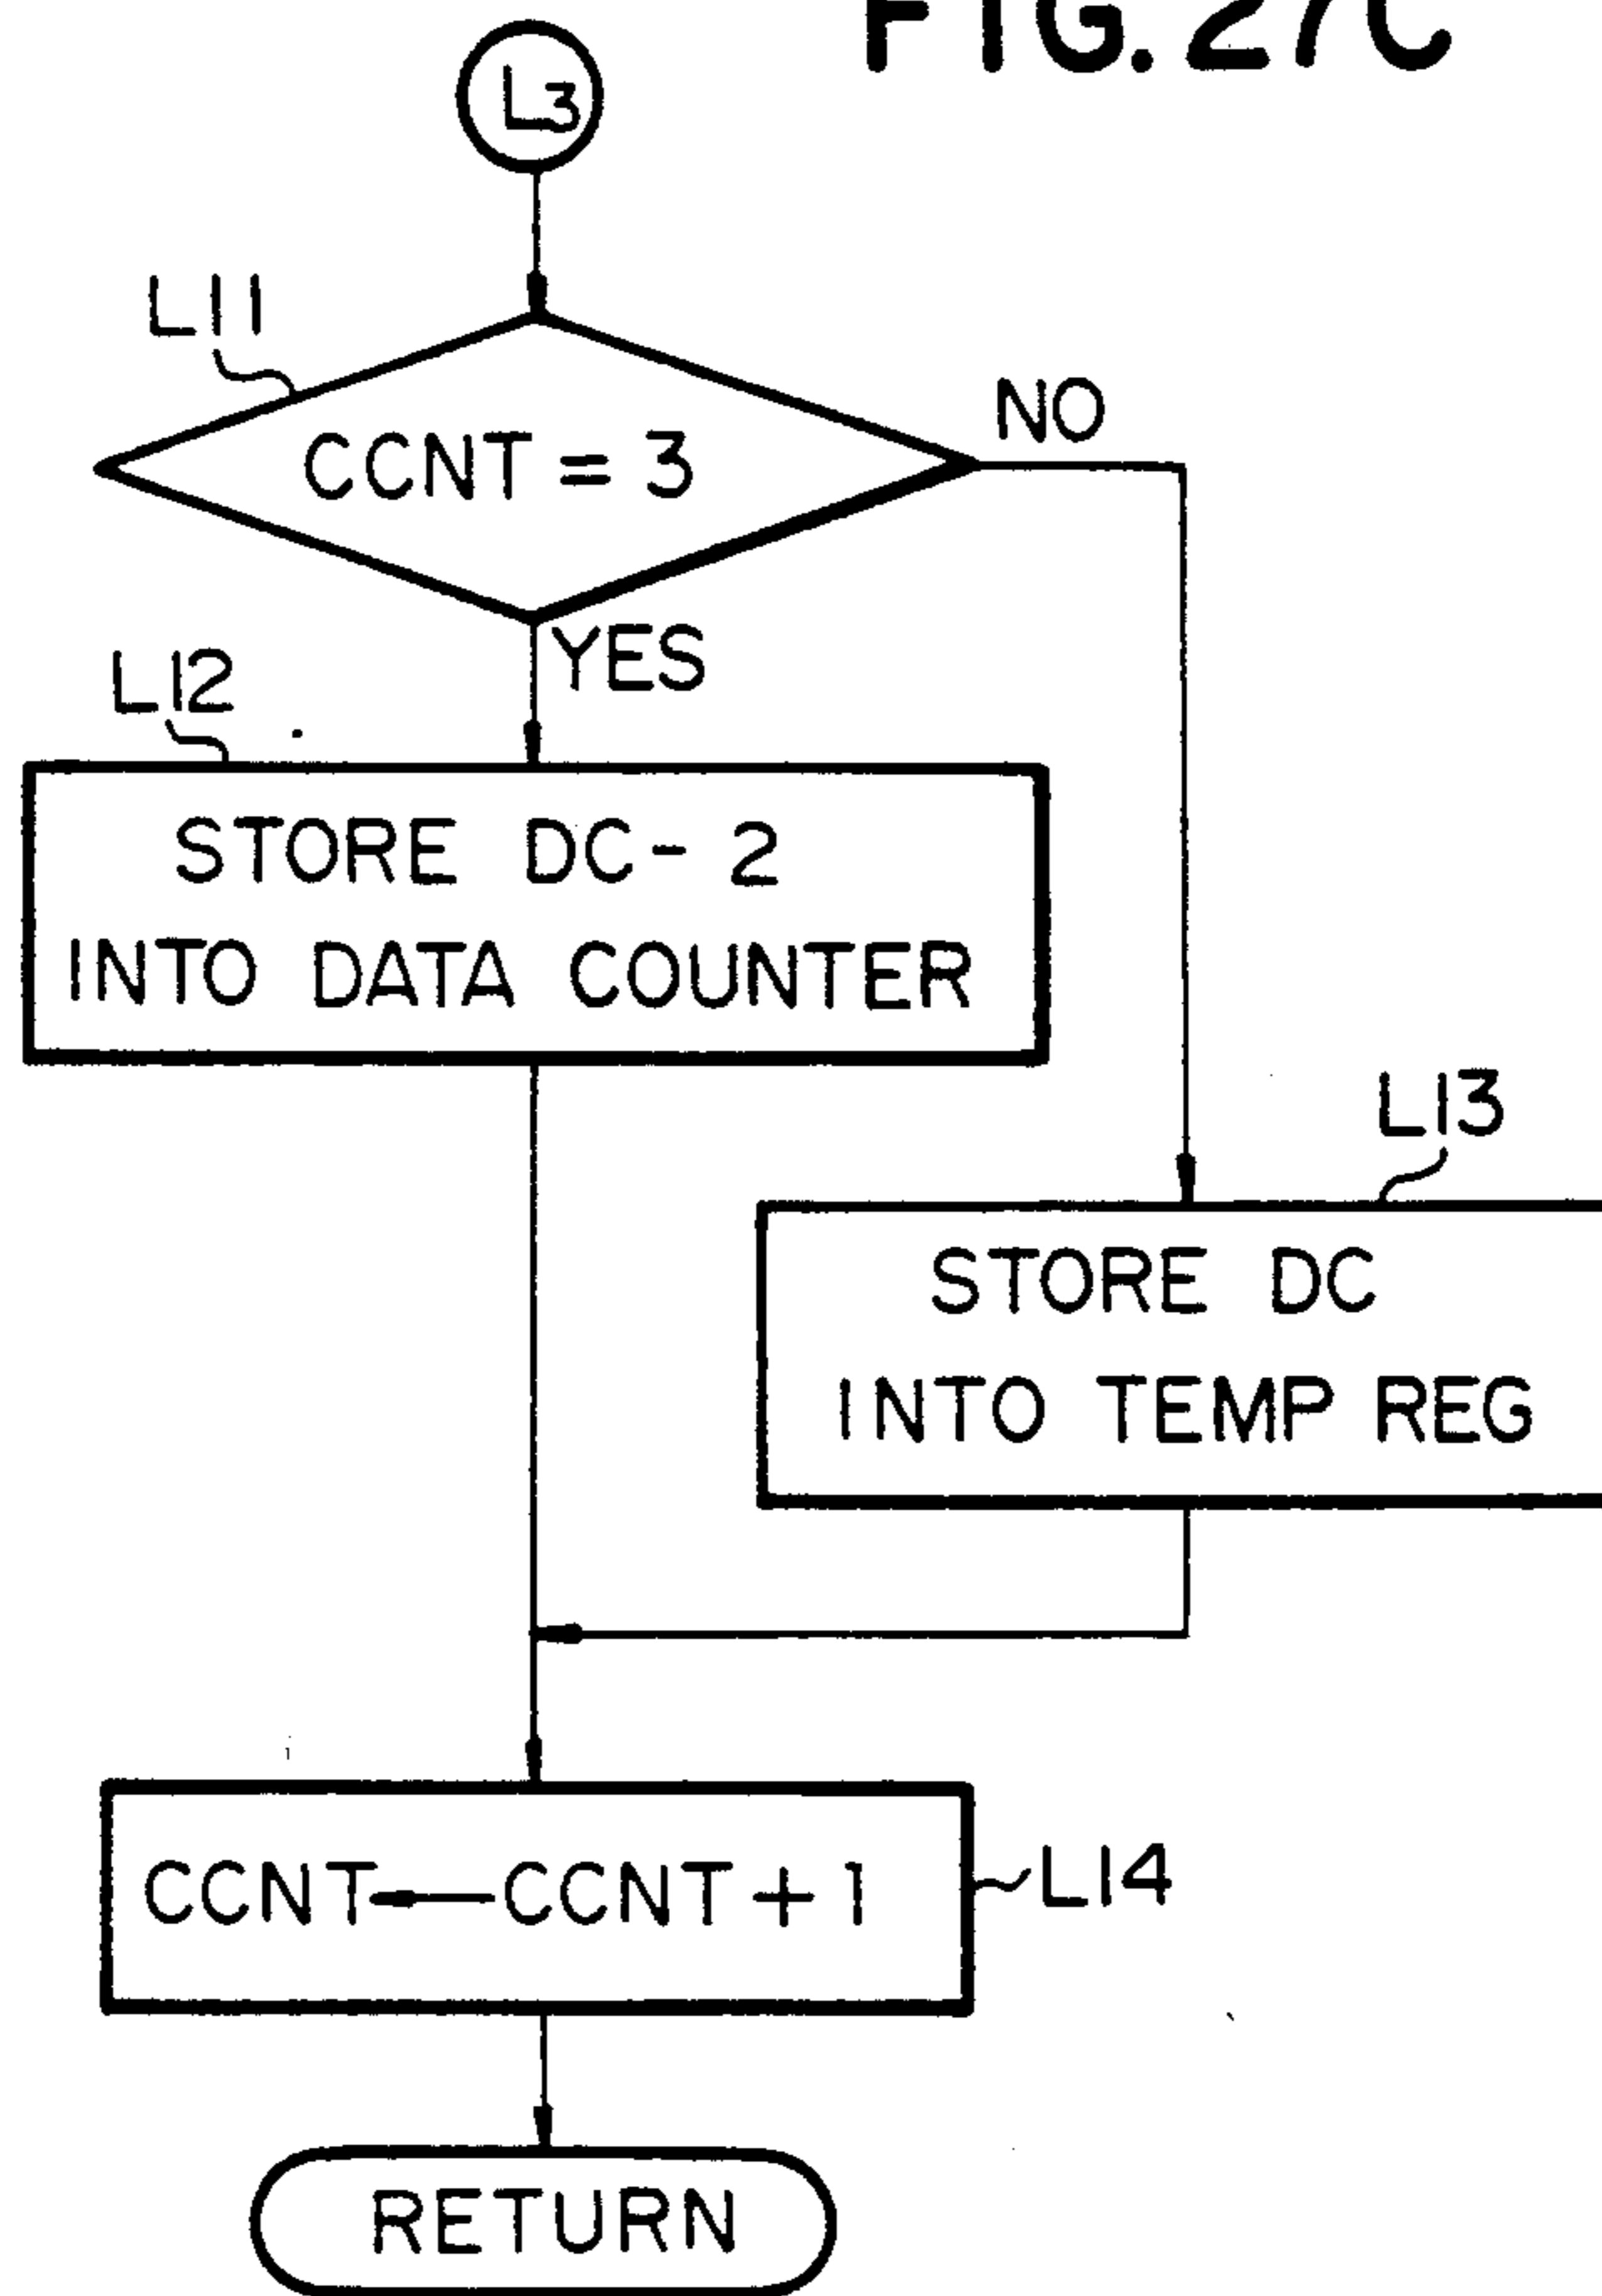 FIG. 27C
L3
L11
CCNT = 3
NO
YES
L12
STORE DC - 2
INTO DATA COUNTER
L13
STORE DC
INTO TEMP REG
CCNT ← CCNT + 1
L14
RETURN